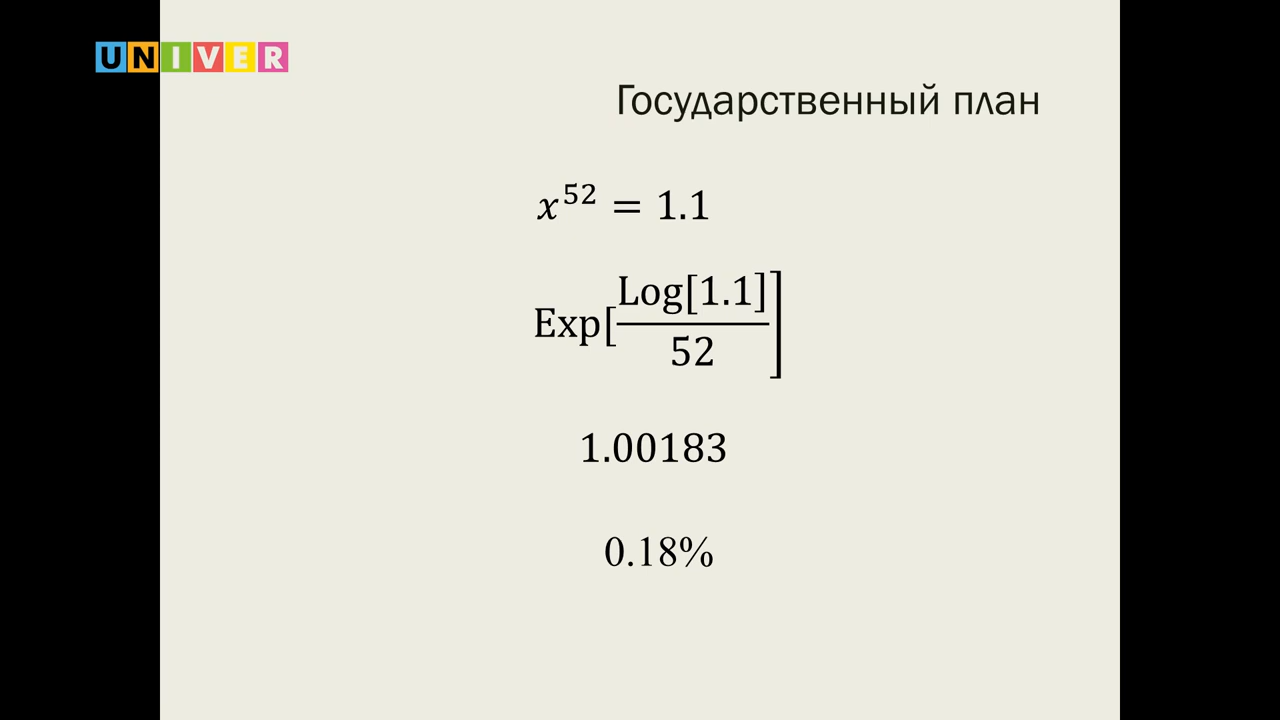 UNIVER
Государственный план
x^52 = 1.1
Exp[Log[1.1]/52]
1.00183
0.18%